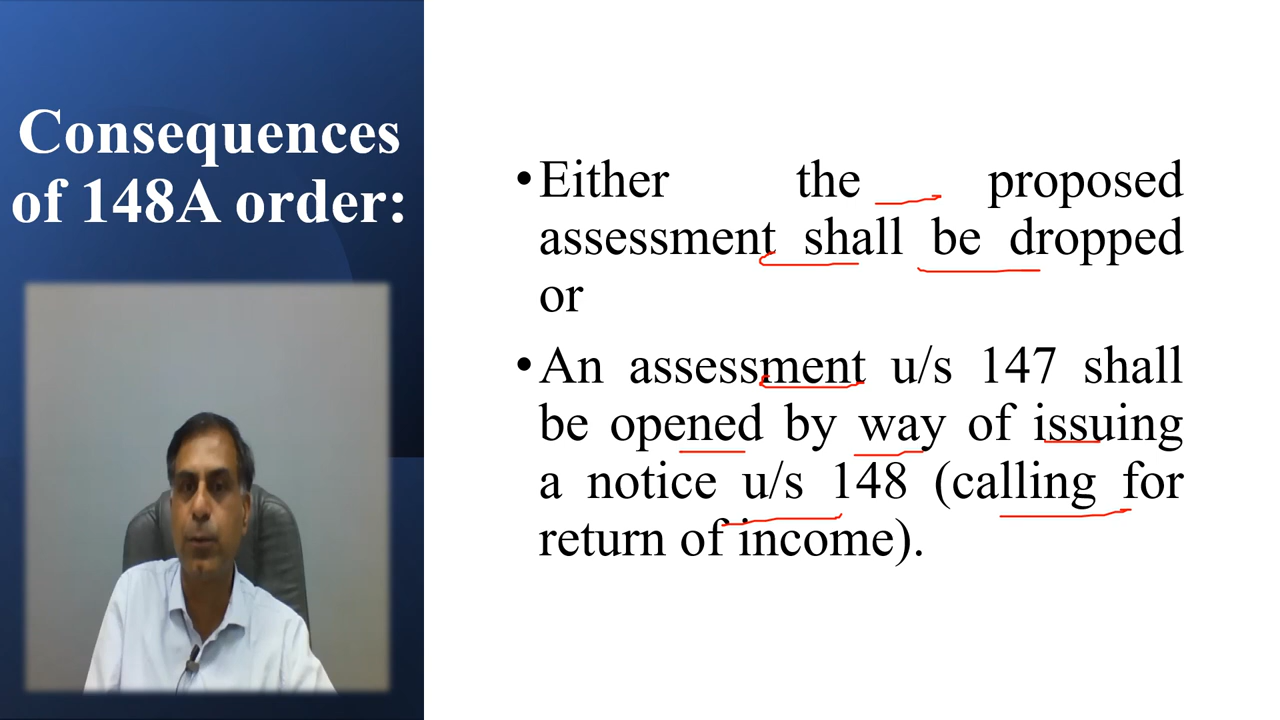 Consequences
of 148A order:
•Either the proposed
assessment shall be dropped
or
•An assessment u/s 147 shall
be opened by way of issuing
a notice u/s 148 (calling for
return of income).